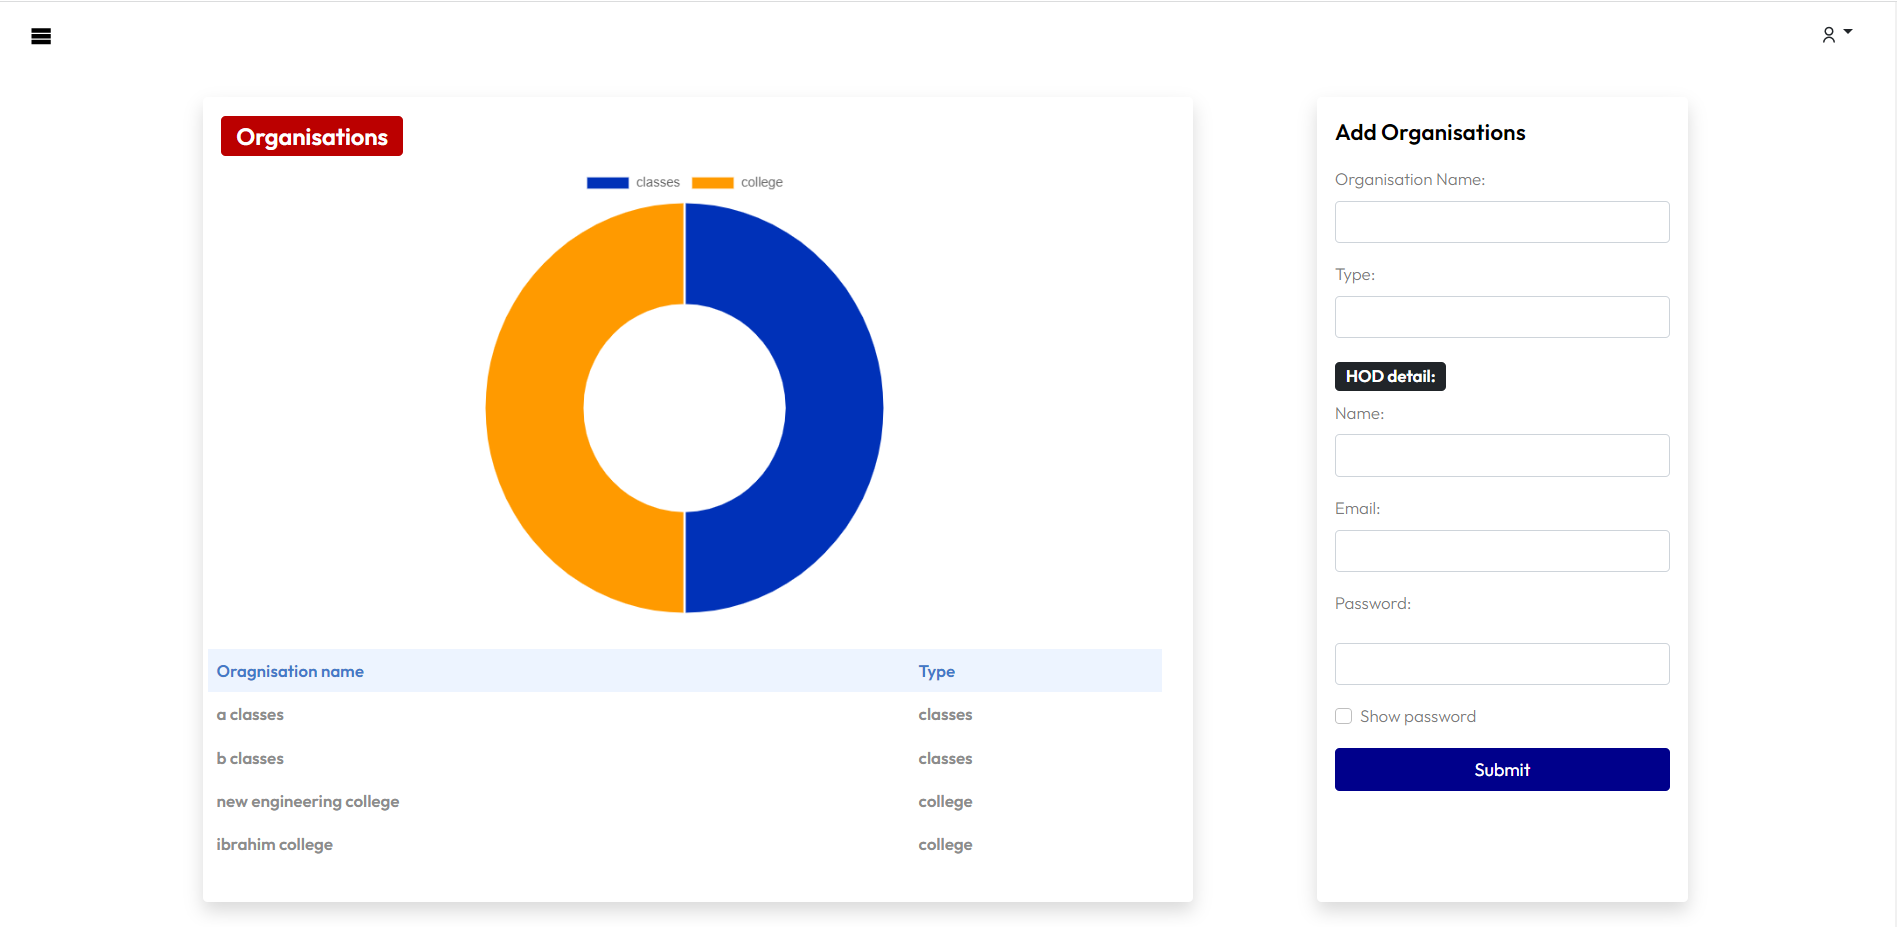 Organisations
classes college
Oragnisation name Type
a classes classes
b classes classes
new engineering college college
ibrahim college college
Add Organisations
Organisation Name:
Type:
HOD detail:
Name:
Email:
Password:
Show password
Submit